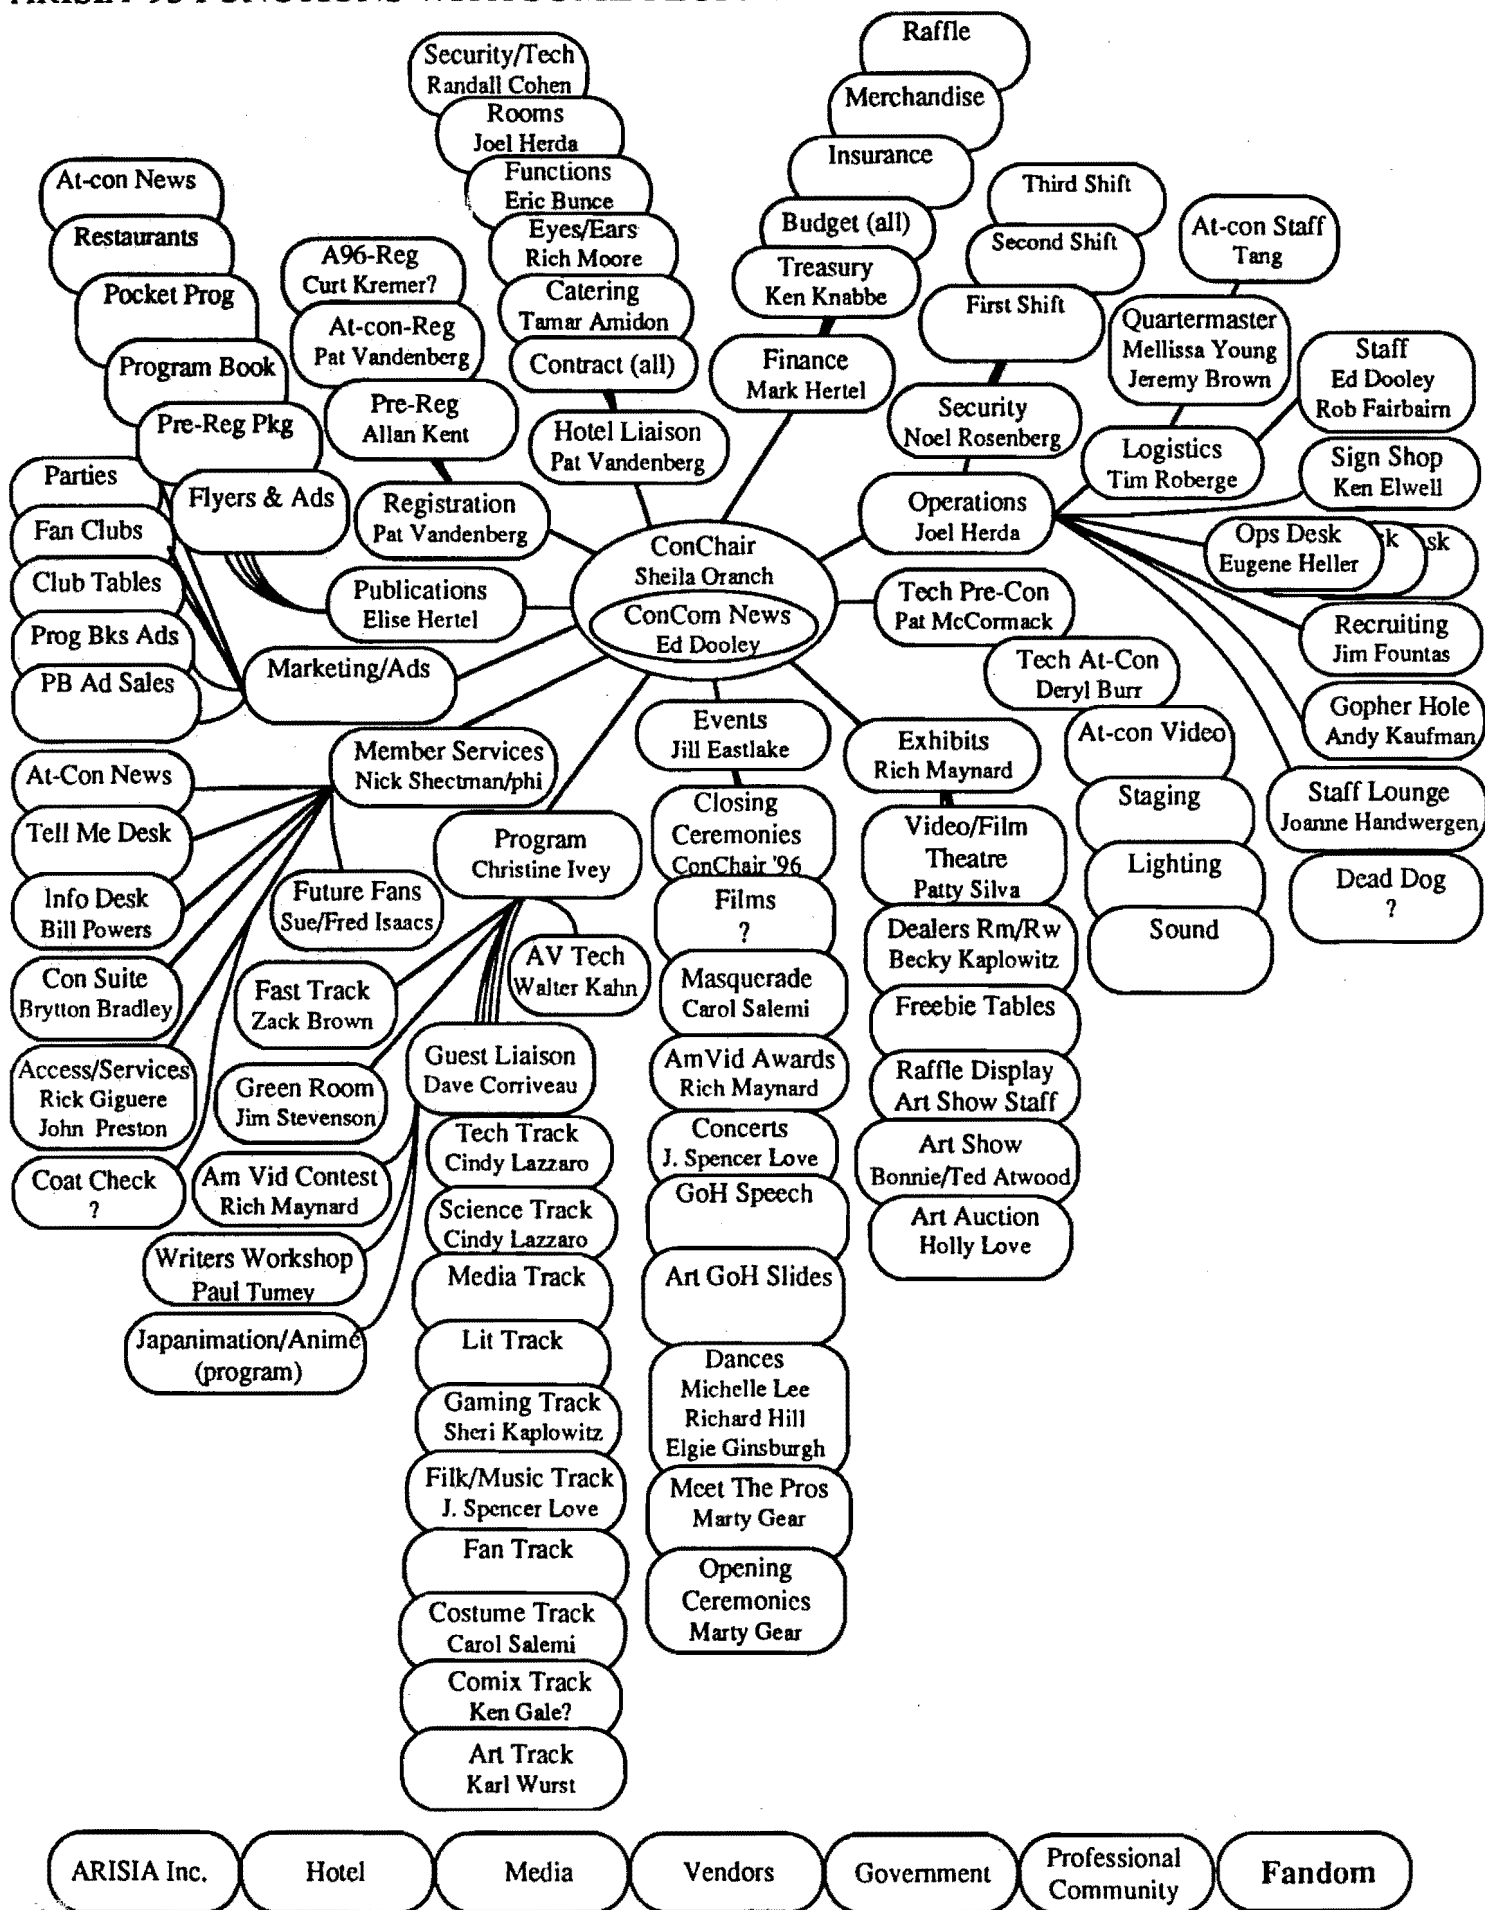 Raffle
Merchandise
Insurance
Budget (all)
Treasury
Ken Knabbe
Finance
Mark Hertel
Security/Tech
Randall Cohen
Rooms
Joel Herda
Functions
Eric Bunce
Eyes/Ears
Rich Moore
Catering
Tamar Amidon
Contract (all)
Hotel Liaison
Pat Vandenberg
A96-Reg
Curt Kremer?
At-con-Reg
Pat Vandenberg
Pre-Reg
Allan Kent
Registration
Pat Vandenberg
At-con News
Restaurants
Pocket Prog
Program Book
Pre-Reg Pkg
Flyers & Ads
Publications
Elise Hertel
Parties
Fan Clubs
Club Tables
Prog Bks Ads
PB Ad Sales
Marketing/Ads
ConChair
Sheila Oranch
ConCom News
Ed Dooley
Third Shift
Second Shift
First Shift
Security
Noel Rosenberg
Operations
Joel Herda
At-con Staff
Tang
Quartermaster
Mellissa Young
Jeremy Brown
Logistics
Tim Roberge
Staff
Ed Dooley
Rob Fairbairn
Sign Shop
Ken Elwell
Ops Desk
Eugene Heller
sk
sk
Recruiting
Jim Fountas
Gopher Hole
Andy Kaufman
Staff Lounge
Joanne Handwergen
Dead Dog
?
Tech Pre-Con
Pat McCormack
Tech At-Con
Deryl Burr
At-con Video
Staging
Lighting
Sound
Member Services
Nick Shectman/phi
At-Con News
Tell Me Desk
Info Desk
Bill Powers
Con Suite
Brytton Bradley
Access/Services
Rick Giguere
John Preston
Coat Check
?
Future Fans
Sue/Fred Isaacs
Program
Christine Ivey
AV Tech
Walter Kahn
Fast Track
Zack Brown
Green Room
Jim Stevenson
Guest Liaison
Dave Corriveau
Am Vid Contest
Rich Maynard
Writers Workshop
Paul Tumey
Japanimation/Animé
(program)
Tech Track
Cindy Lazzaro
Science Track
Cindy Lazzaro
Media Track
Lit Track
Gaming Track
Sheri Kaplowitz
Filk/Music Track
J. Spencer Love
Fan Track
Costume Track
Carol Salemi
Comix Track
Ken Gale?
Art Track
Karl Wurst
Events
Jill Eastlake
Closing
Ceremonies
ConChair '96
Films
?
Masquerade
Carol Salemi
AmVid Awards
Rich Maynard
Concerts
J. Spencer Love
GoH Speech
Art GoH Slides
Dances
Michelle Lee
Richard Hill
Elgie Ginsburgh
Meet The Pros
Marty Gear
Opening
Ceremonies
Marty Gear
Exhibits
Rich Maynard
Video/Film
Theatre
Patty Silva
Dealers Rm/Rw
Becky Kaplowitz
Freebie Tables
Raffle Display
Art Show Staff
Art Show
Bonnie/Ted Atwood
Art Auction
Holly Love
ARISIA Inc.
Hotel
Media
Vendors
Government
Professional
Community
Fandom